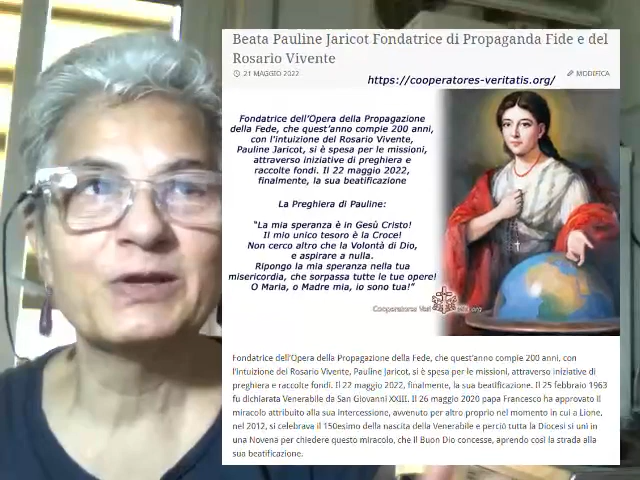 Beata Pauline Jaricot Fondatrice di Propaganda Fide e del
Rosario Vivente
21 MAGGIO 2022
https://cooperatores-veritatis.org/
MODIFICA
Fondatrice dell'Opera della Propagazione
della Fede, che quest'anno compie 200 anni,
con l'intuizione del Rosario Vivente,
Pauline Jaricot, si è spesa per le missioni,
attraverso iniziative di preghiera e
raccolte fondi. Il 22 maggio 2022,
finalmente, la sua beatificazione
La Preghiera di Pauline:
"La mia speranza è in Gesù Cristo!
Il mio unico tesoro è la Croce!
Non cerco altro che la Volontà di Dio,
e aspirare a nulla.
Ripongo la mia speranza nella tua
misericordia, che sorpassa tutte le tue opere!
O Maria, o Madre mia, io sono tua!"
Cooperatores
Fondatrice dell'Opera della Propagazione della Fede, che quest'anno compie 200 anni, con
l'intuizione del Rosario Vivente, Pauline Jaricot, si è spesa per le missioni, attraverso iniziative di
preghiera e raccolte fondi. Il 22 maggio 2022, finalmente, la sua beatificazione. Il 25 febbraio 1963
fu dichiarata Venerabile da San Giovanni XXIII. Il 26 maggio 2020 papa Francesco ha approvato il
miracolo attribuito alla sua intercessione, avvenuto per altro proprio nel momento in cui a Lione,
nel 2012, si celebrava il 150esimo della nascita della Venerabile e perciò tutta la Diocesi si unì in
una Novena per chiedere questo miracolo, che il Buon Dio concesse, aprendo così la strada alla
sua beatificazione.